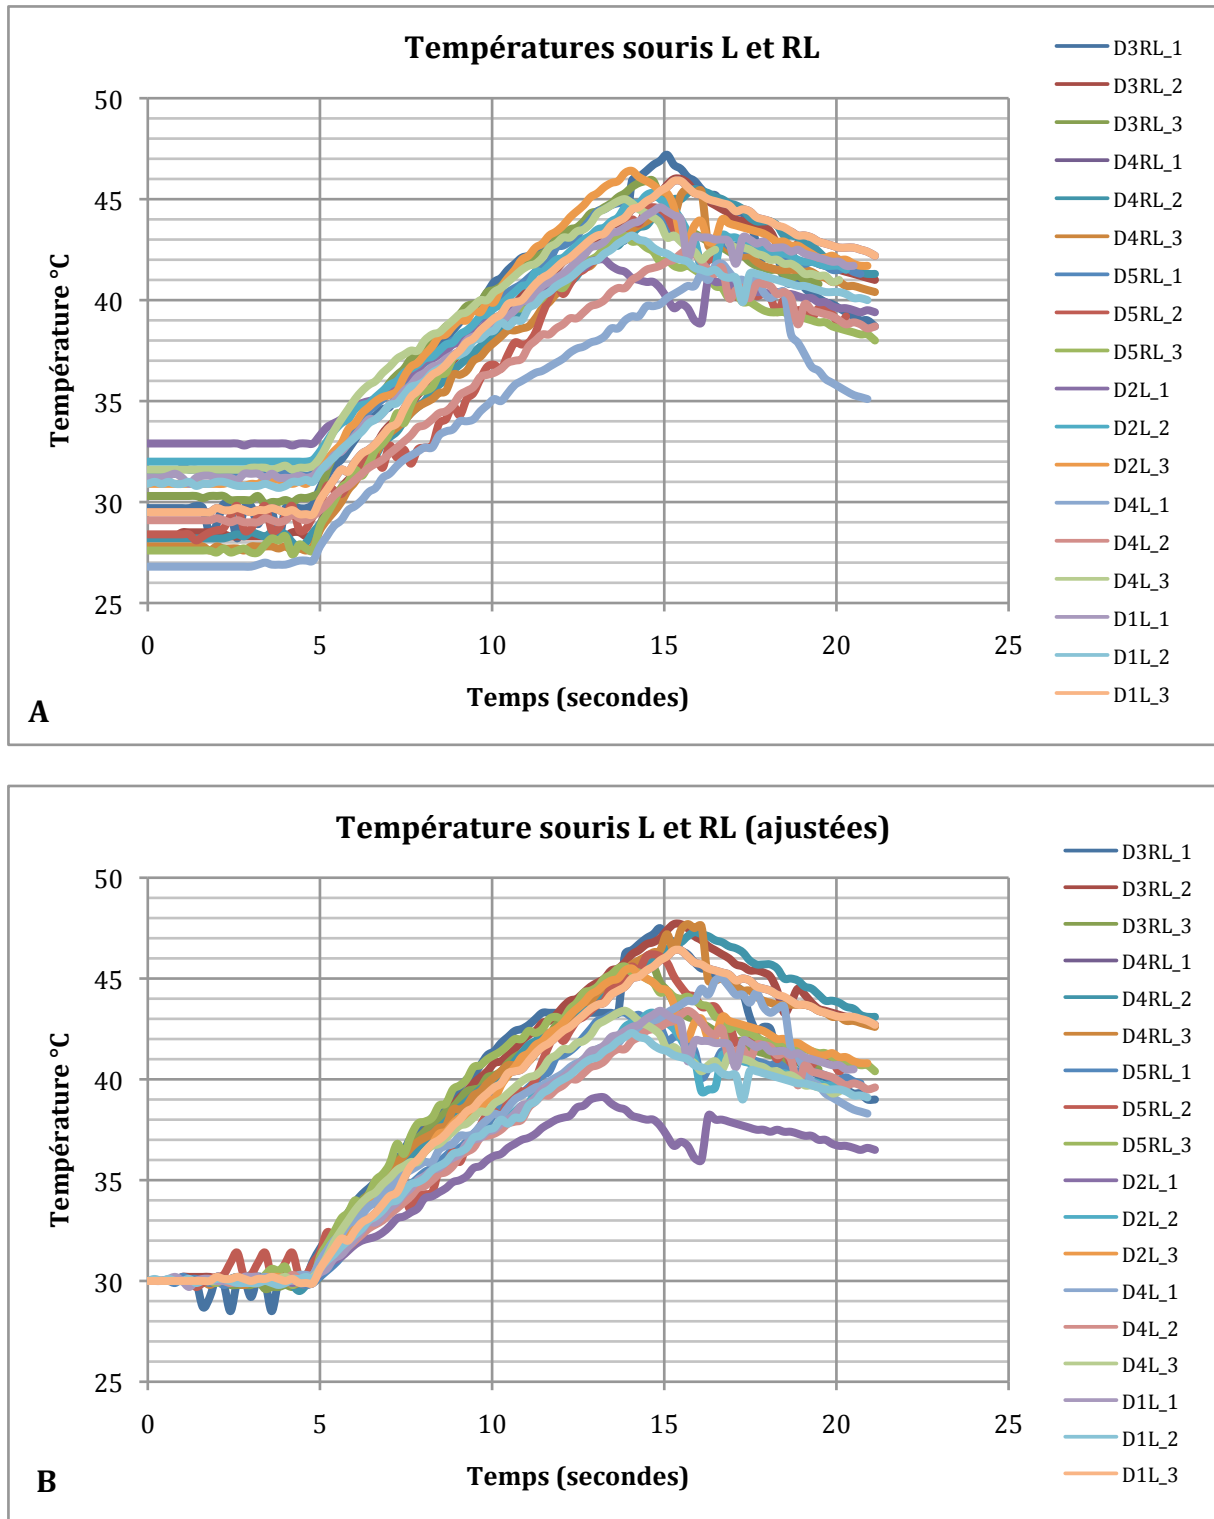 Températures souris L et RL
50
45
40
35
30
25
0 5 10 15 20 25
Température °C
Temps (secondes)
A
D3RL_1
D3RL_2
D3RL_3
D4RL_1
D4RL_2
D4RL_3
D5RL_1
D5RL_2
D5RL_3
D2L_1
D2L_2
D2L_3
D4L_1
D4L_2
D4L_3
D1L_1
D1L_2
D1L_3
Température souris L et RL (ajustées)
50
45
40
35
30
25
0 5 10 15 20 25
Température °C
Temps (secondes)
B
D3RL_1
D3RL_2
D3RL_3
D4RL_1
D4RL_2
D4RL_3
D5RL_1
D5RL_2
D5RL_3
D2L_1
D2L_2
D2L_3
D4L_1
D4L_2
D4L_3
D1L_1
D1L_2
D1L_3